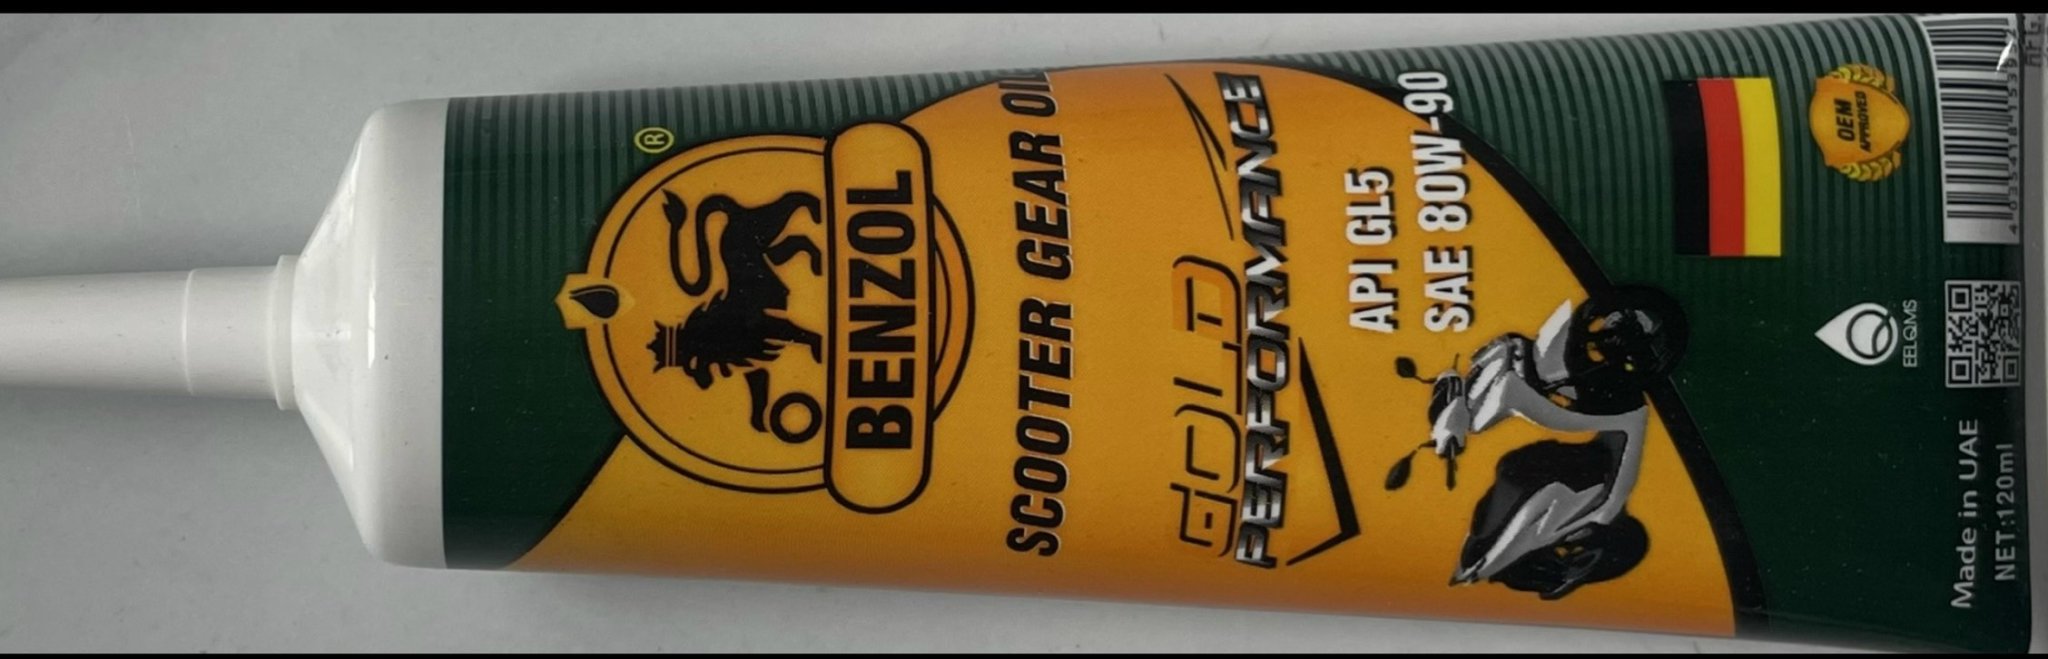 ®
BENZOL
SCOOTER GEAR OIL
GOLD
PERFORMANCE
API GL5
SAE 80W-90
OEM
APPROVED
EELQMS
Made in UAE
NET:120ml